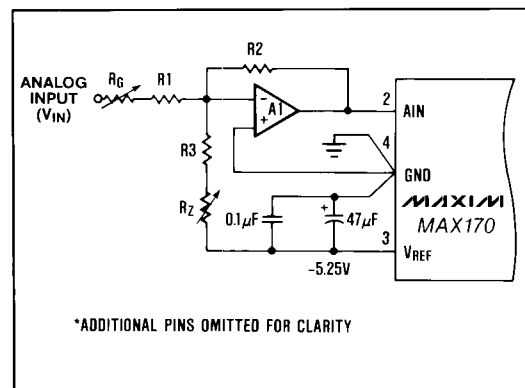 R2
ANALOG
INPUT
(VIN)
RG
R1
- A1
+
2
AIN
4
GND
R3
MAXIM
MAX170
RZ
0.1µF
+
47µF
3
VREF
-5.25V
*ADDITIONAL PINS OMITTED FOR CLARITY